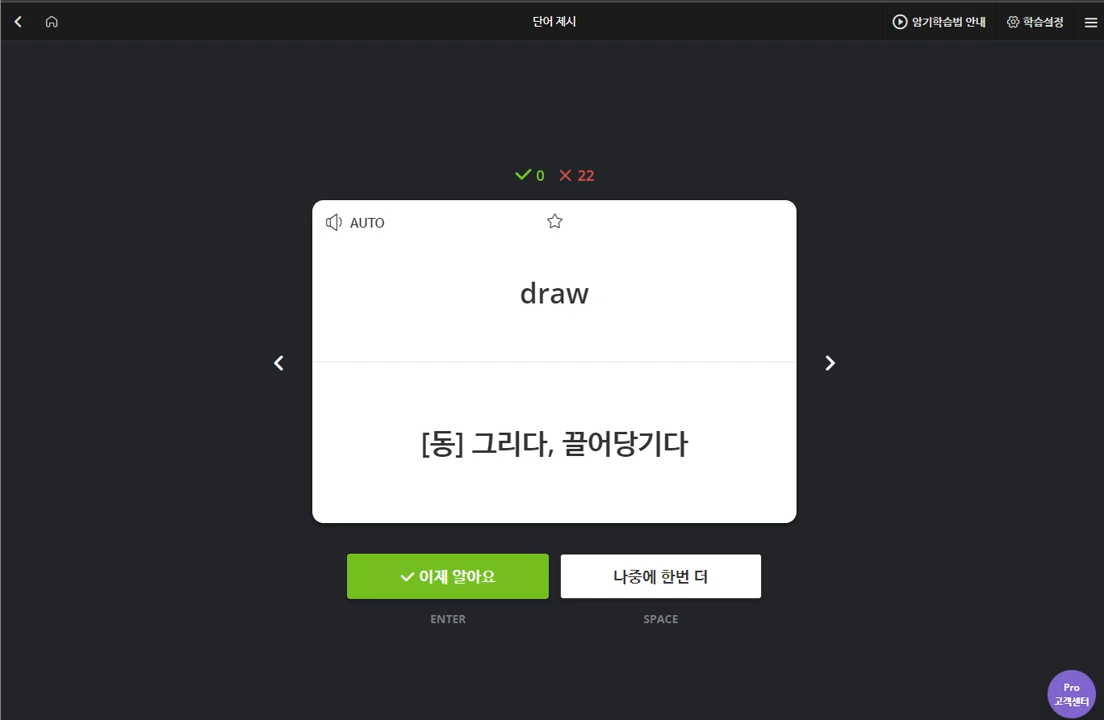 단어 제시
암기학습법 안내
학습설정
0 22
AUTO
draw
[동] 그리다, 끌어당기다
이제 알아요
나중에 한번 더
ENTER
SPACE
Pro
고객센터